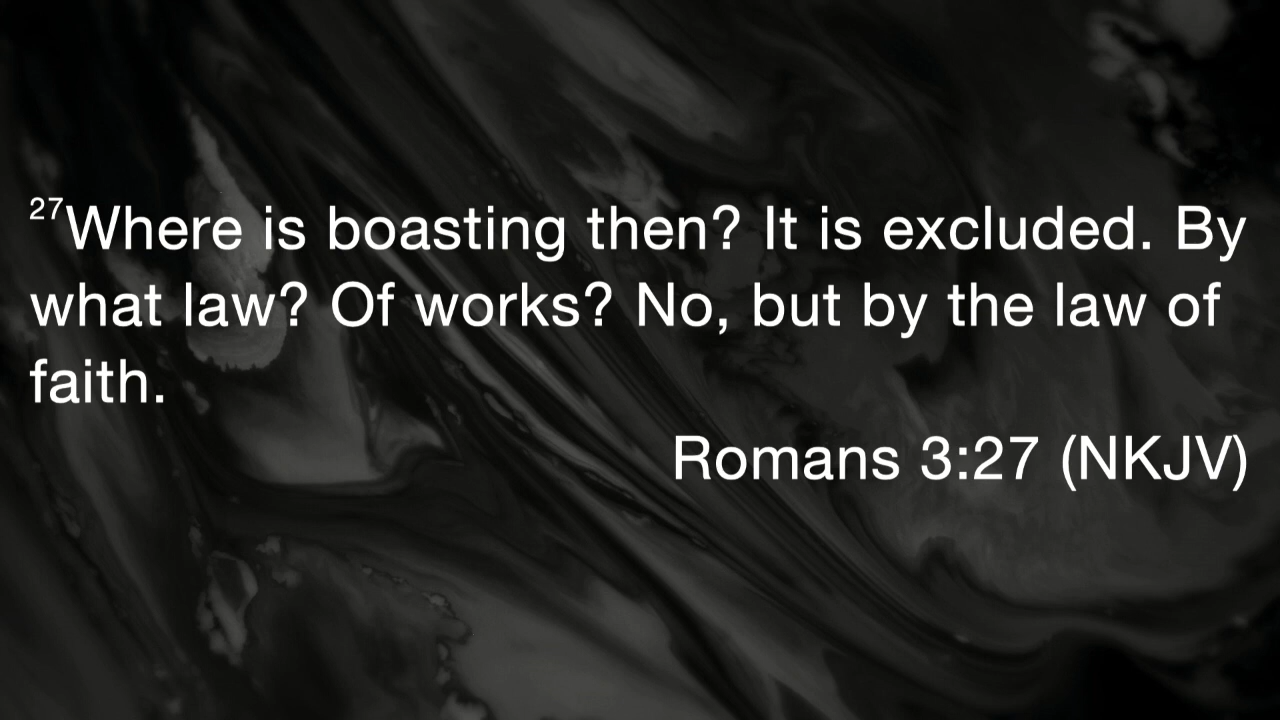 27Where is boasting then? It is excluded. By
what law? Of works? No, but by the law of
faith.
Romans 3:27 (NKJV)